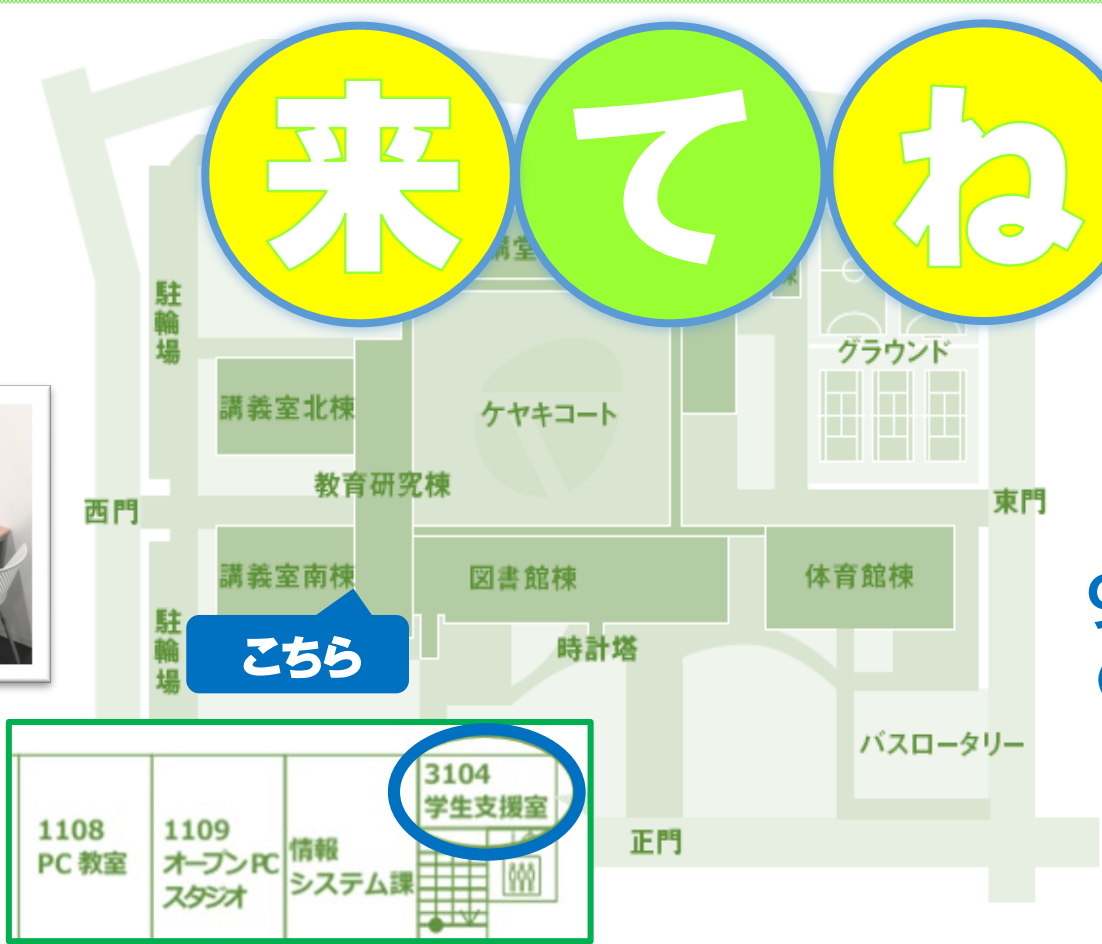 来てね
講堂
棟
駐輪場
グラウンド
講義室北棟
ケヤキコート
教育研究棟
西門
東門
講義室南棟
図書館棟
体育館棟
駐輪場
こちら
時計塔
バスロータリー
3104
学生支援室
1108
PC 教室
1109
オープンPC
スタジオ
情報
システム課
正門